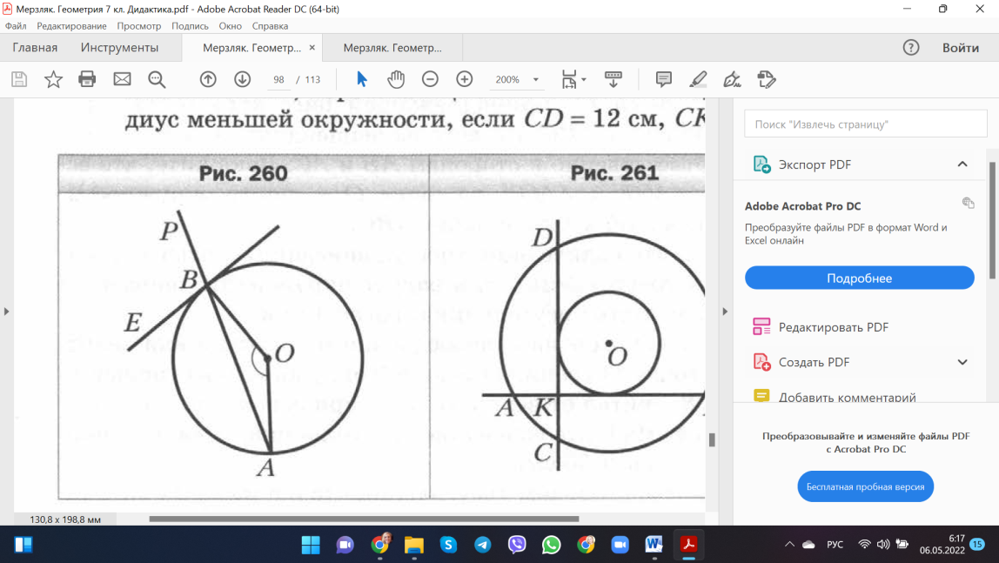 Мерзляк. Геометрия 7 кл. Дидактика.pdf - Adobe Acrobat Reader DC (64-bit)
Файл Редактирование Просмотр Подпись Окно Справка
Главная Инструменты Мерзляк. Геометр... × Мерзляк. Геометр... Войти
98 / 113 200%
диус меньшей окружности, если CD = 12 см, CK
Рис. 260 Рис. 261
P
B
E
O
A
D
O
A K
C
130,8 x 198,8 мм
Поиск "Извлечь страницу"
Экспорт PDF
Adobe Acrobat Pro DC
Преобразуйте файлы PDF в формат Word и
Excel онлайн
Подробнее
Редактировать PDF
Создать PDF
Добавить комментарий
Преобразовывайте и изменяйте файлы PDF
с Acrobat Pro DC
Бесплатная пробная версия
РУС
6:17
06.05.2022
15